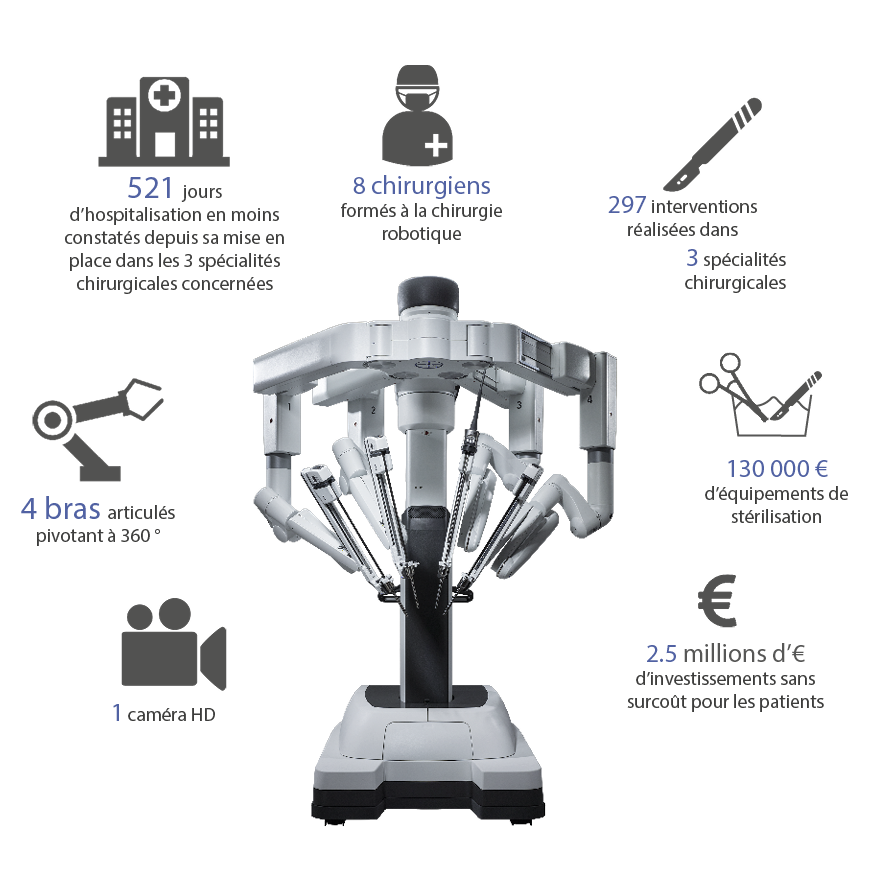 521 jours
d'hospitalisation en moins
constatés depuis sa mise en
place dans les 3 spécialités
chirurgicales concernées
8 chirurgiens
formés à la chirurgie
robotique
297 interventions
réalisées dans
3 spécialités
chirurgicales
1
2
3
4
4 bras articulés
pivotant à 360 °
130 000 €
d'équipements de
stérilisation
1 caméra HD
€
2.5 millions d'€
d'investissements sans
surcoût pour les patients